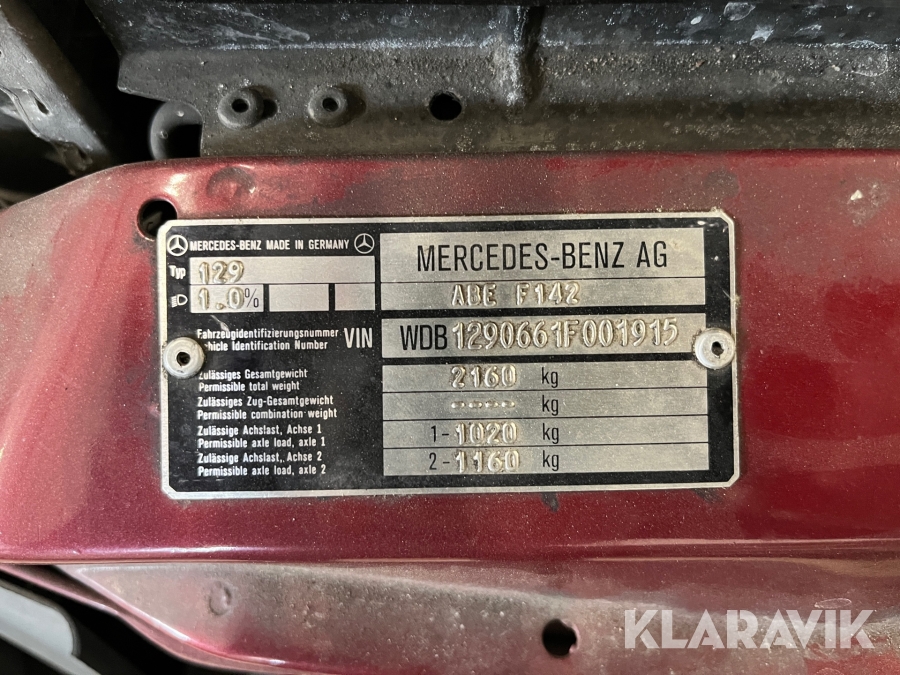 MERCEDES-BENZ MADE IN GERMANY
Typ 129
1.0%
MERCEDES-BENZ AG
ABE F142
Fahrzeugidentifizierungsnummer
Vehicle Identification Number
VIN
WDB1290661F001915
Zulässiges Gesamtgewicht
Permissible total weight
2160 kg
Zulässiges Zug-Gesamtgewicht
Permissible combination weight
---- kg
Zulässige Achslast, Achse 1
Permissible axle load, axle 1
1-1020 kg
Zulässige Achslast, Achse 2
Permissible axle load, axle 2
2-1160 kg
KLARAVIK